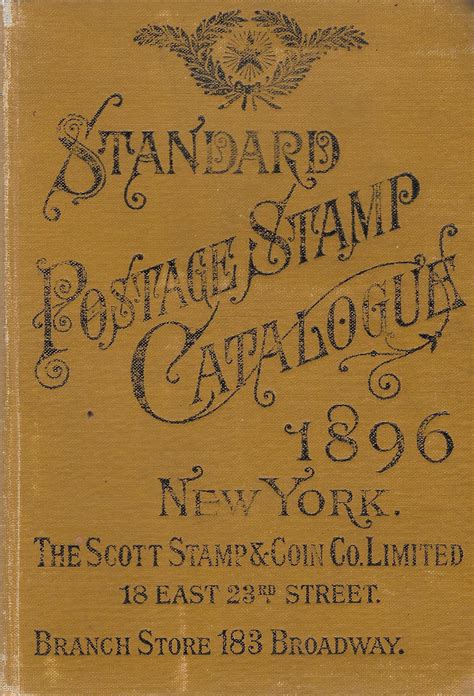 STANDARD
POSTAGE STAMP
CATALOGUE
1896
NEW YORK.
THE SCOTT STAMP & COIN CO. LIMITED
18 EAST 23RD STREET.
BRANCH STORE 183 BROADWAY.